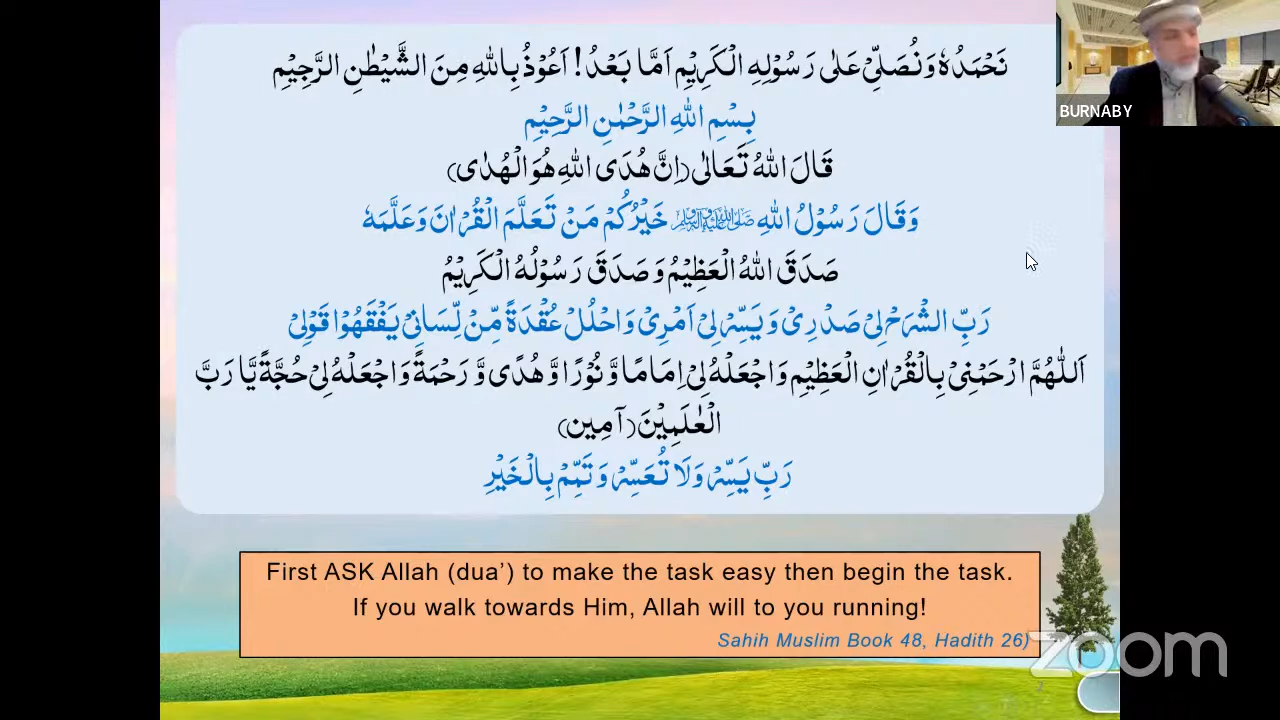 نَحْمَدُهٗ وَنُصَلِّيْ عَلٰى رَسُوْلِهِ الْكَرِيْمِ اَمَّا بَعْدُ! اَعُوْذُ بِاللّٰهِ مِنَ الشَّيْطٰنِ الرَّجِيْمِ
بِسْمِ اللّٰهِ الرَّحْمٰنِ الرَّحِيْمِ
قَالَ اللّٰهُ تَعَالٰى (اِنَّ هُدَى اللّٰهِ هُوَ الْهُدٰى)
وَقَالَ رَسُوْلُ اللّٰهِ ﷺ خَيْرُكُمْ مَنْ تَعَلَّمَ الْقُرْاٰنَ وَعَلَّمَهٗ
صَدَقَ اللّٰهُ الْعَظِيْمُ وَصَدَقَ رَسُوْلُهُ الْكَرِيْمُ
رَبِّ الشْرَحْ لِيْ صَدْرِيْ وَيَسِّرْ لِيْ اَمْرِيْ وَاحْلُلْ عُقْدَةً مِّنْ لِّسَانِيْ يَفْقَهُوْا قَوْلِيْ
اَللّٰهُمَّ ارْحَمْنِيْ بِالْقُرْاٰنِ الْعَظِيْمِ وَاجْعَلْهُ لِيْ اِمَامًا وَّنُوْرًا وَّهُدًى وَّرَحْمَةً وَاجْعَلْهُ لِيْ حُجَّةً يَّا رَبَّ
الْعٰلَمِيْنَ (آمِين)
رَبِّ يَسِّرْ وَلَا تُعَسِّرْ وَتَمِّمْ بِالْخَيْرِ
First ASK Allah (dua’) to make the task easy then begin the task.
If you walk towards Him, Allah will to you running!
Sahih Muslim Book 48, Hadith 26)
BURNABY
zoom